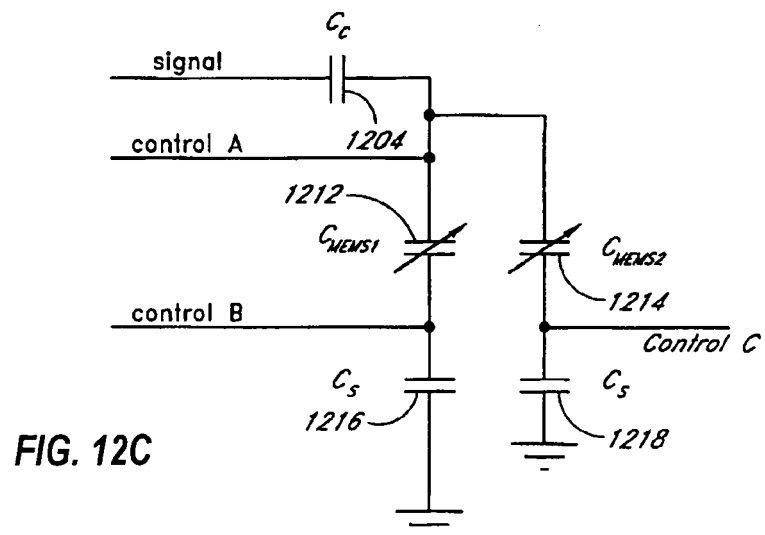 C_C
signal
1204
control A
1212
C_MEMS1
C_MEMS2
1214
control B
Control C
C_S
C_S
1216
1218
FIG. 12C